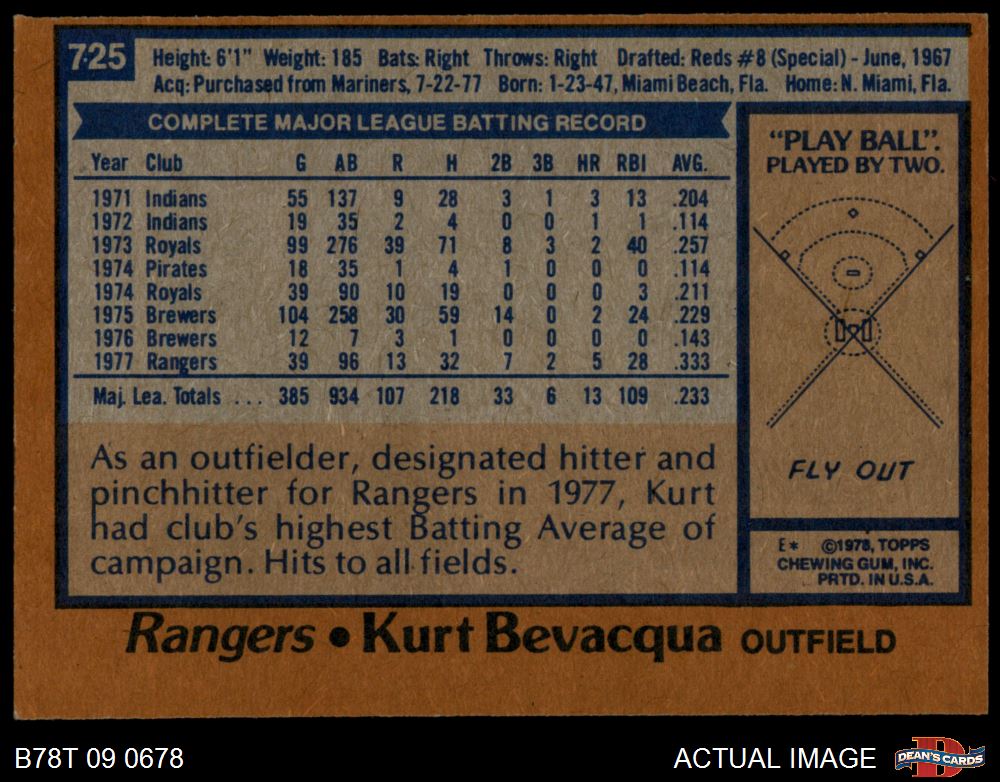 725
Height: 6'1" Weight: 185 Bats: Right Throws: Right Drafted: Reds #8 (Special) - June, 1967
Acq: Purchased from Mariners, 7-22-77 Born: 1-23-47, Miami Beach, Fla. Home: N. Miami, Fla.
COMPLETE MAJOR LEAGUE BATTING RECORD
Year Club G AB R H 2B 3B HR RBI AVG.
1971 Indians 55 137 9 28 3 1 3 13 .204
1972 Indians 19 35 2 4 0 0 1 1 .114
1973 Royals 99 276 39 71 8 3 2 40 .257
1974 Pirates 18 35 1 4 1 0 0 0 .114
1974 Royals 39 90 10 19 0 0 0 3 .211
1975 Brewers 104 258 30 59 14 0 2 24 .229
1976 Brewers 12 7 3 1 0 0 0 0 .143
1977 Rangers 39 96 13 32 7 2 5 28 .333
Maj. Lea. Totals ... 385 934 107 218 33 6 13 109 .233
As an outfielder, designated hitter and
pinchhitter for Rangers in 1977, Kurt
had club's highest Batting Average of
campaign. Hits to all fields.
"PLAY BALL".
PLAYED BY TWO.
FLY OUT
E* ©1978, TOPPS
CHEWING GUM, INC.
PRTD. IN U.S.A.
Rangers • Kurt Bevacqua OUTFIELD
B78T 09 0678
ACTUAL IMAGE
D
DEAN'S CARDS